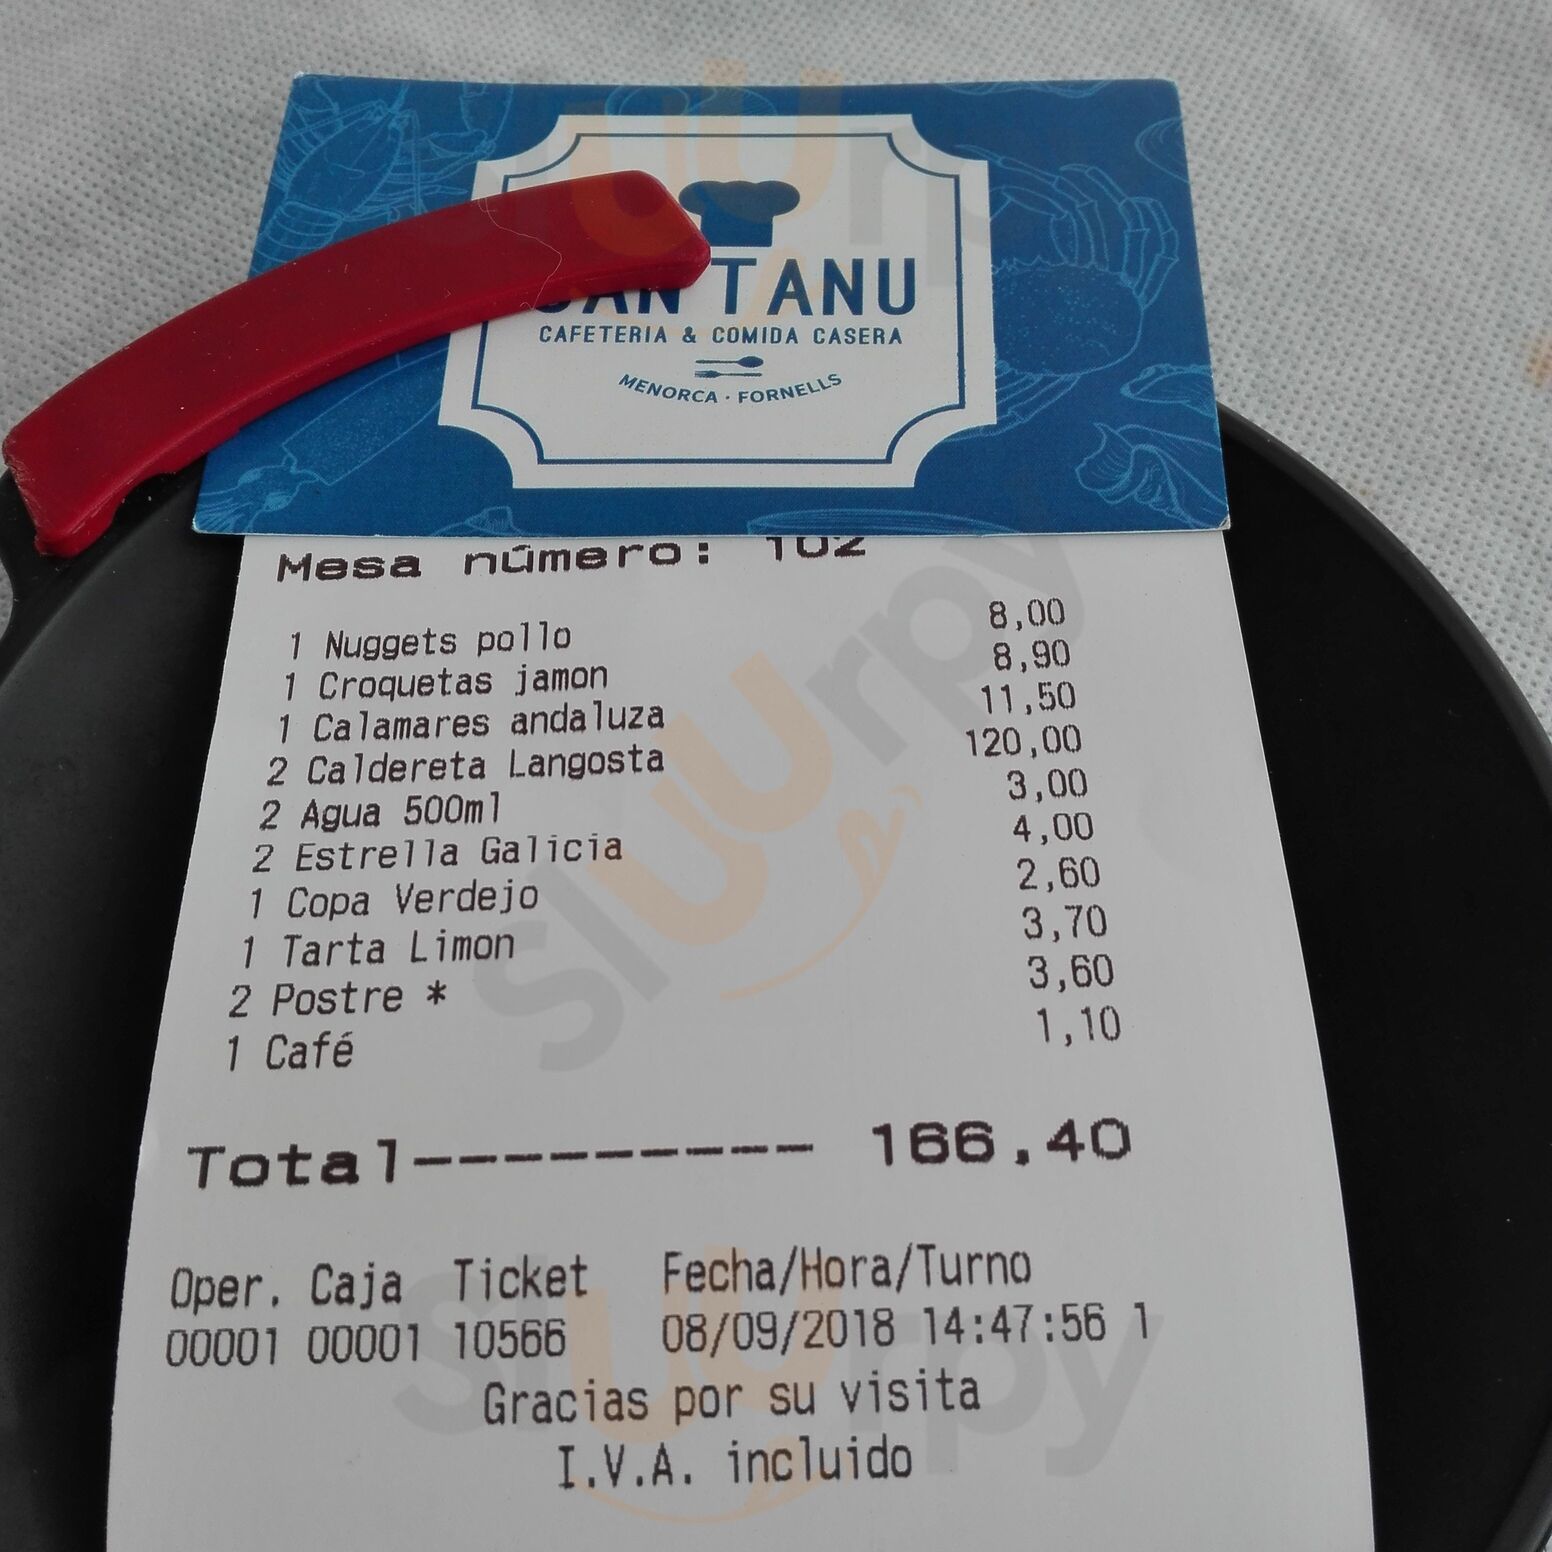 TANU
CAFETERIA & COMIDA CASERA
MENORCA · FORNELLS
Mesa número: 102
1 Nuggets pollo 8,00
1 Croquetas jamon 8,90
1 Calamares andaluza 11,50
2 Caldereta Langosta 120,00
2 Agua 500ml 3,00
2 Estrella Galicia 4,00
1 Copa Verdejo 2,60
1 Tarta Limon 3,70
2 Postre * 3,60
1 Café 1,10
Total--------- 166.40
Oper. Caja Ticket Fecha/Hora/Turno
00001 00001 10566 08/09/2018 14:47:56 1
Gracias por su visita
I.V.A. incluido
slurpy
slurpy